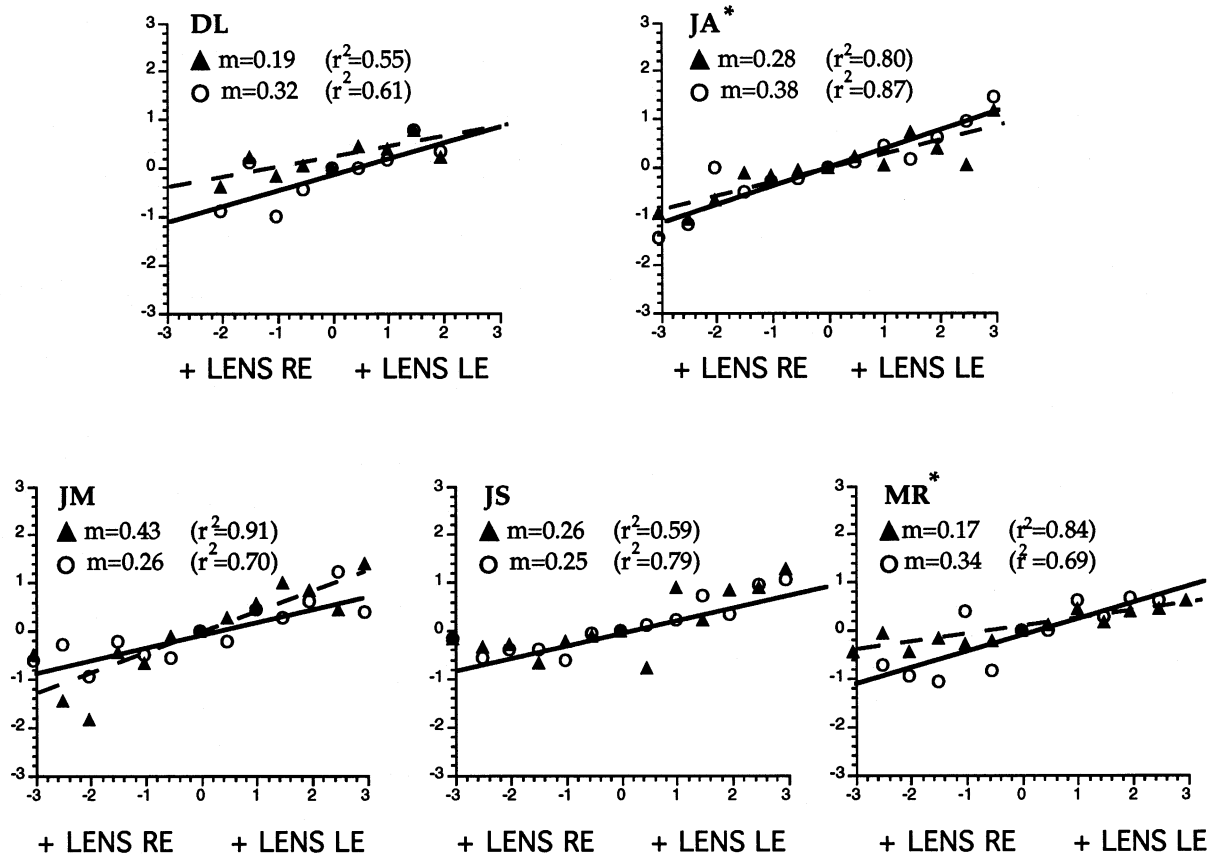 DL
▲ m=0.19 (r²=0.55)
○ m=0.32 (r²=0.61)
3
2
1
0
-1
-2
-3
-3 -2 -1 0 1 2 3
+ LENS RE + LENS LE
JA*
▲ m=0.28 (r²=0.80)
○ m=0.38 (r²=0.87)
3
2
1
0
-1
-2
-3
-3 -2 -1 0 1 2 3
+ LENS RE + LENS LE
JM
▲ m=0.43 (r²=0.91)
○ m=0.26 (r²=0.70)
3
2
1
0
-1
-2
-3
-3 -2 -1 0 1 2 3
+ LENS RE + LENS LE
JS
▲ m=0.26 (r²=0.59)
○ m=0.25 (r²=0.79)
3
2
1
0
-1
-2
-3
-3 -2 -1 0 1 2 3
+ LENS RE + LENS LE
MR*
▲ m=0.17 (r²=0.84)
○ m=0.34 (r²=0.69)
3
2
1
0
-1
-2
-3
-3 -2 -1 0 1 2 3
+ LENS RE + LENS LE